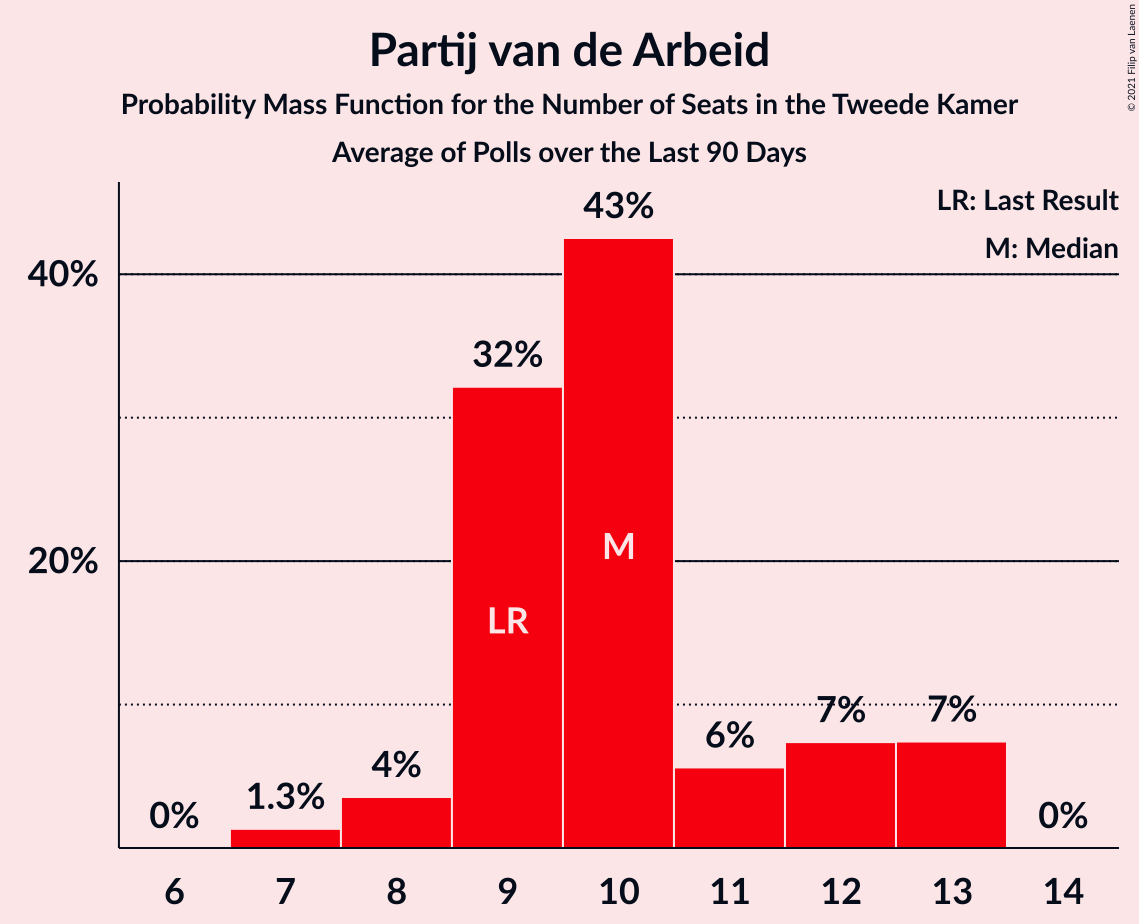 Partij van de Arbeid
Probability Mass Function for the Number of Seats in the Tweede Kamer
Average of Polls over the Last 90 Days
© 2021 Filip van Laenen
LR: Last Result
M: Median
40%
20%
0%
1.3%
4%
32%
43%
6%
7%
7%
0%
LR
M
6 7 8 9 10 11 12 13 14